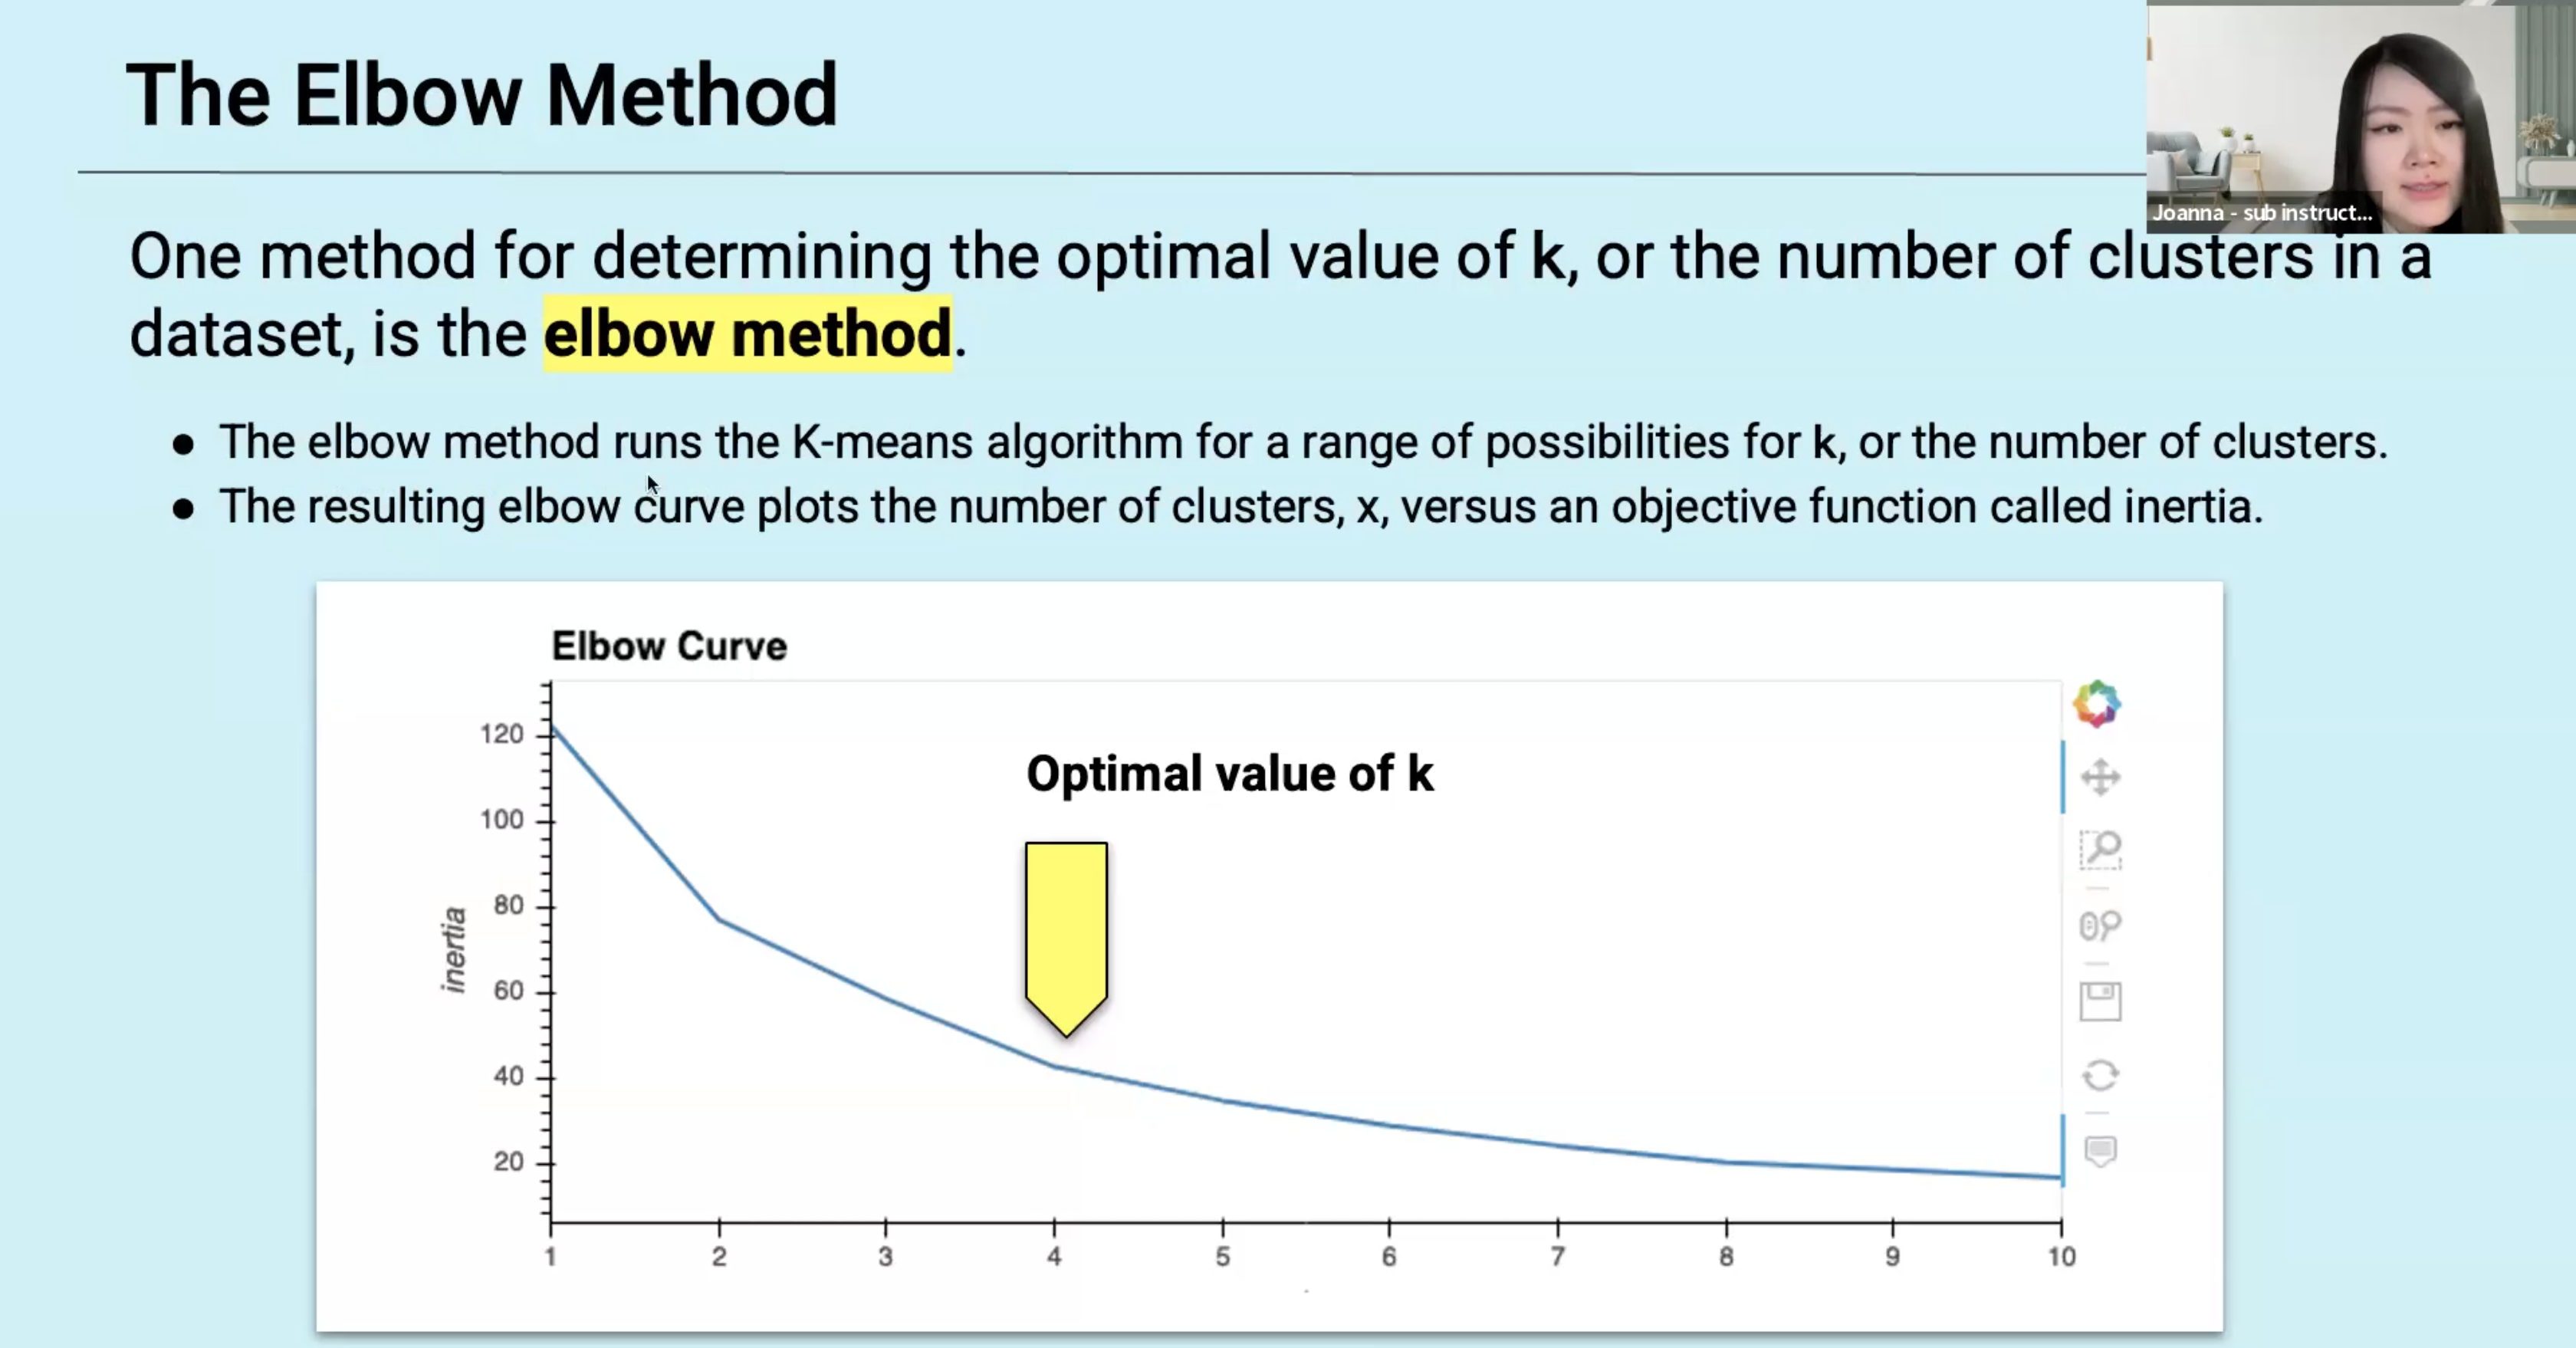 The Elbow Method
Joanna - sub instruct...
One method for determining the optimal value of k, or the number of clusters in a
dataset, is the elbow method.
● The elbow method runs the K-means algorithm for a range of possibilities for k, or the number of clusters.
● The resulting elbow curve plots the number of clusters, x, versus an objective function called inertia.
Elbow Curve
Optimal value of k
inertia
120
100
80
60
40
20
1 2 3 4 5 6 7 8 9 10